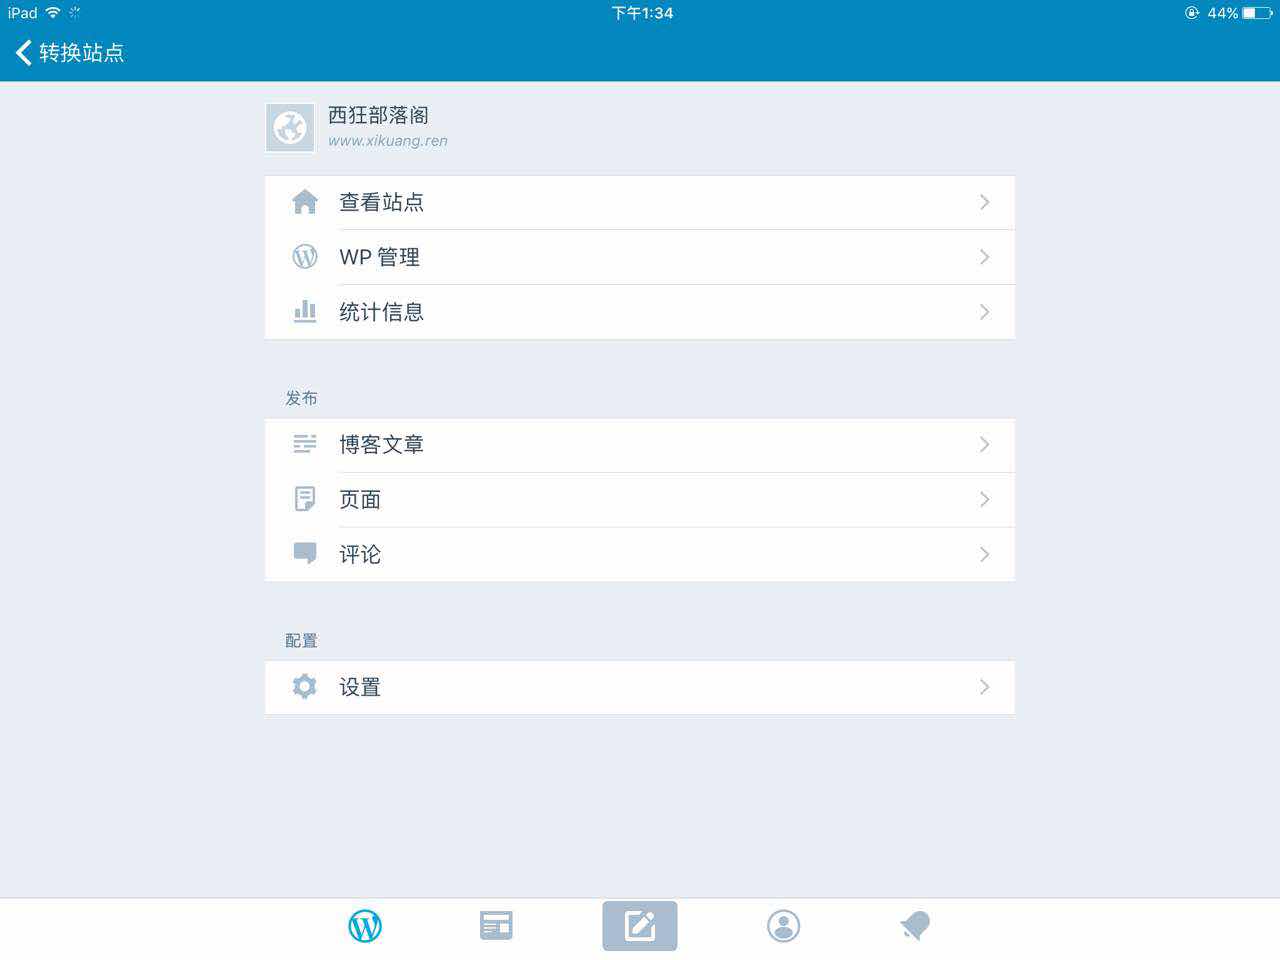 iPad 下午1:34 44%
转换站点
西狂部落阁
www.xikuang.ren
查看站点
WP 管理
统计信息
发布
博客文章
页面
评论
配置
设置